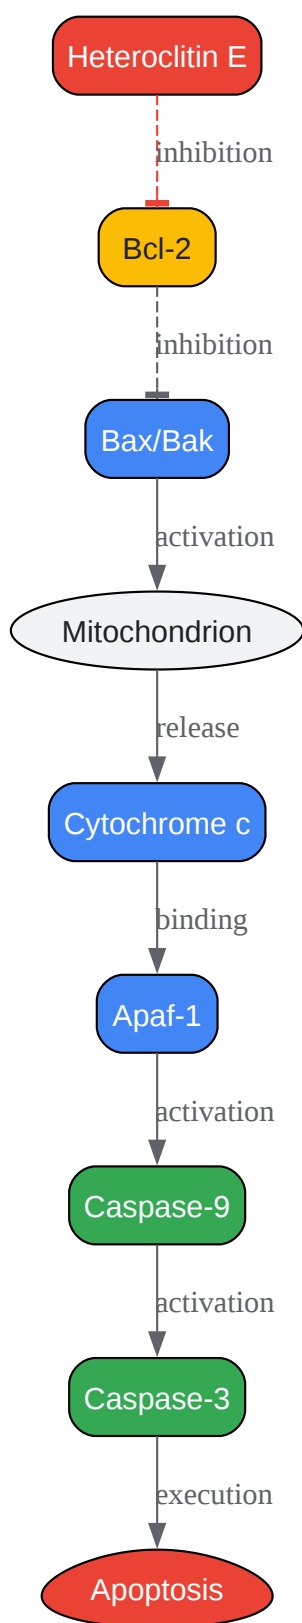 Heteroclitin E
inhibition
Bcl-2
inhibition
Bax/Bak
activation
Mitochondrion
release
Cytochrome c
binding
Apaf-1
activation
Caspase-9
activation
Caspase-3
execution
Apoptosis